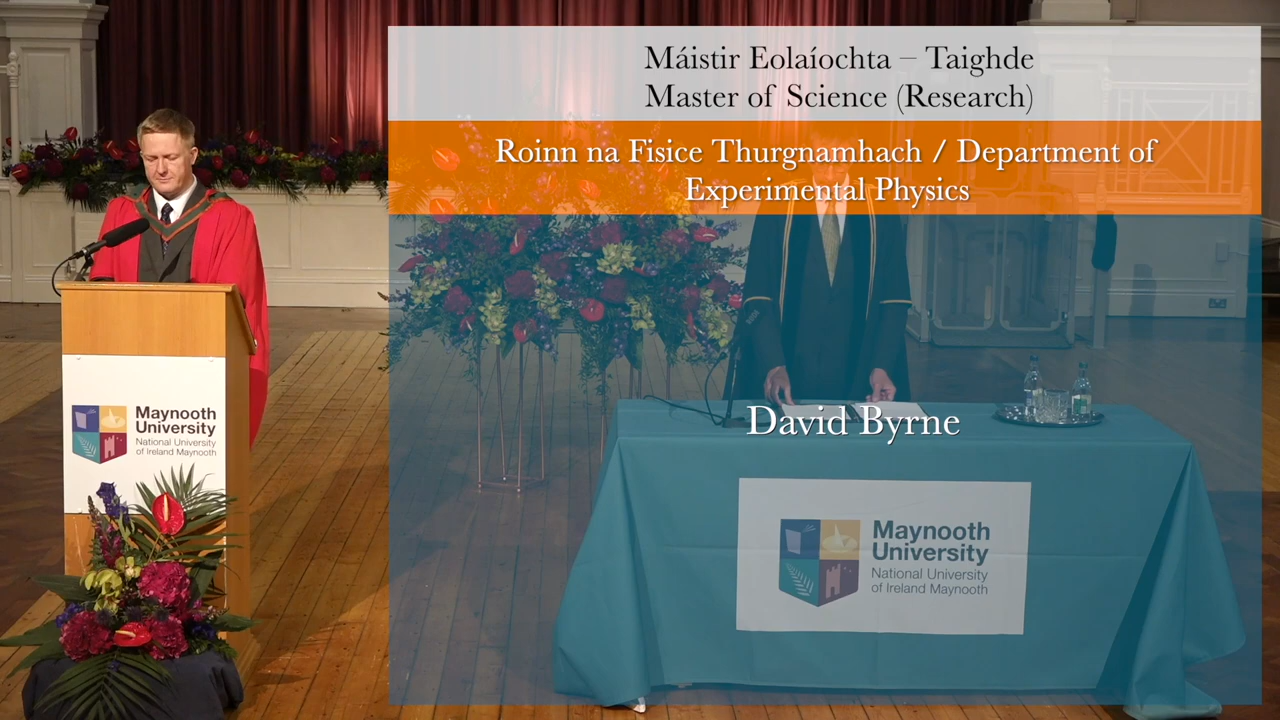 Máistir Eolaíochta – Taighde
Master of Science (Research)
Roinn na Fisice Thurgnamhach / Department of
Experimental Physics
David Byrne
Maynooth
University
National University
of Ireland Maynooth
Maynooth
University
National University
of Ireland Maynooth